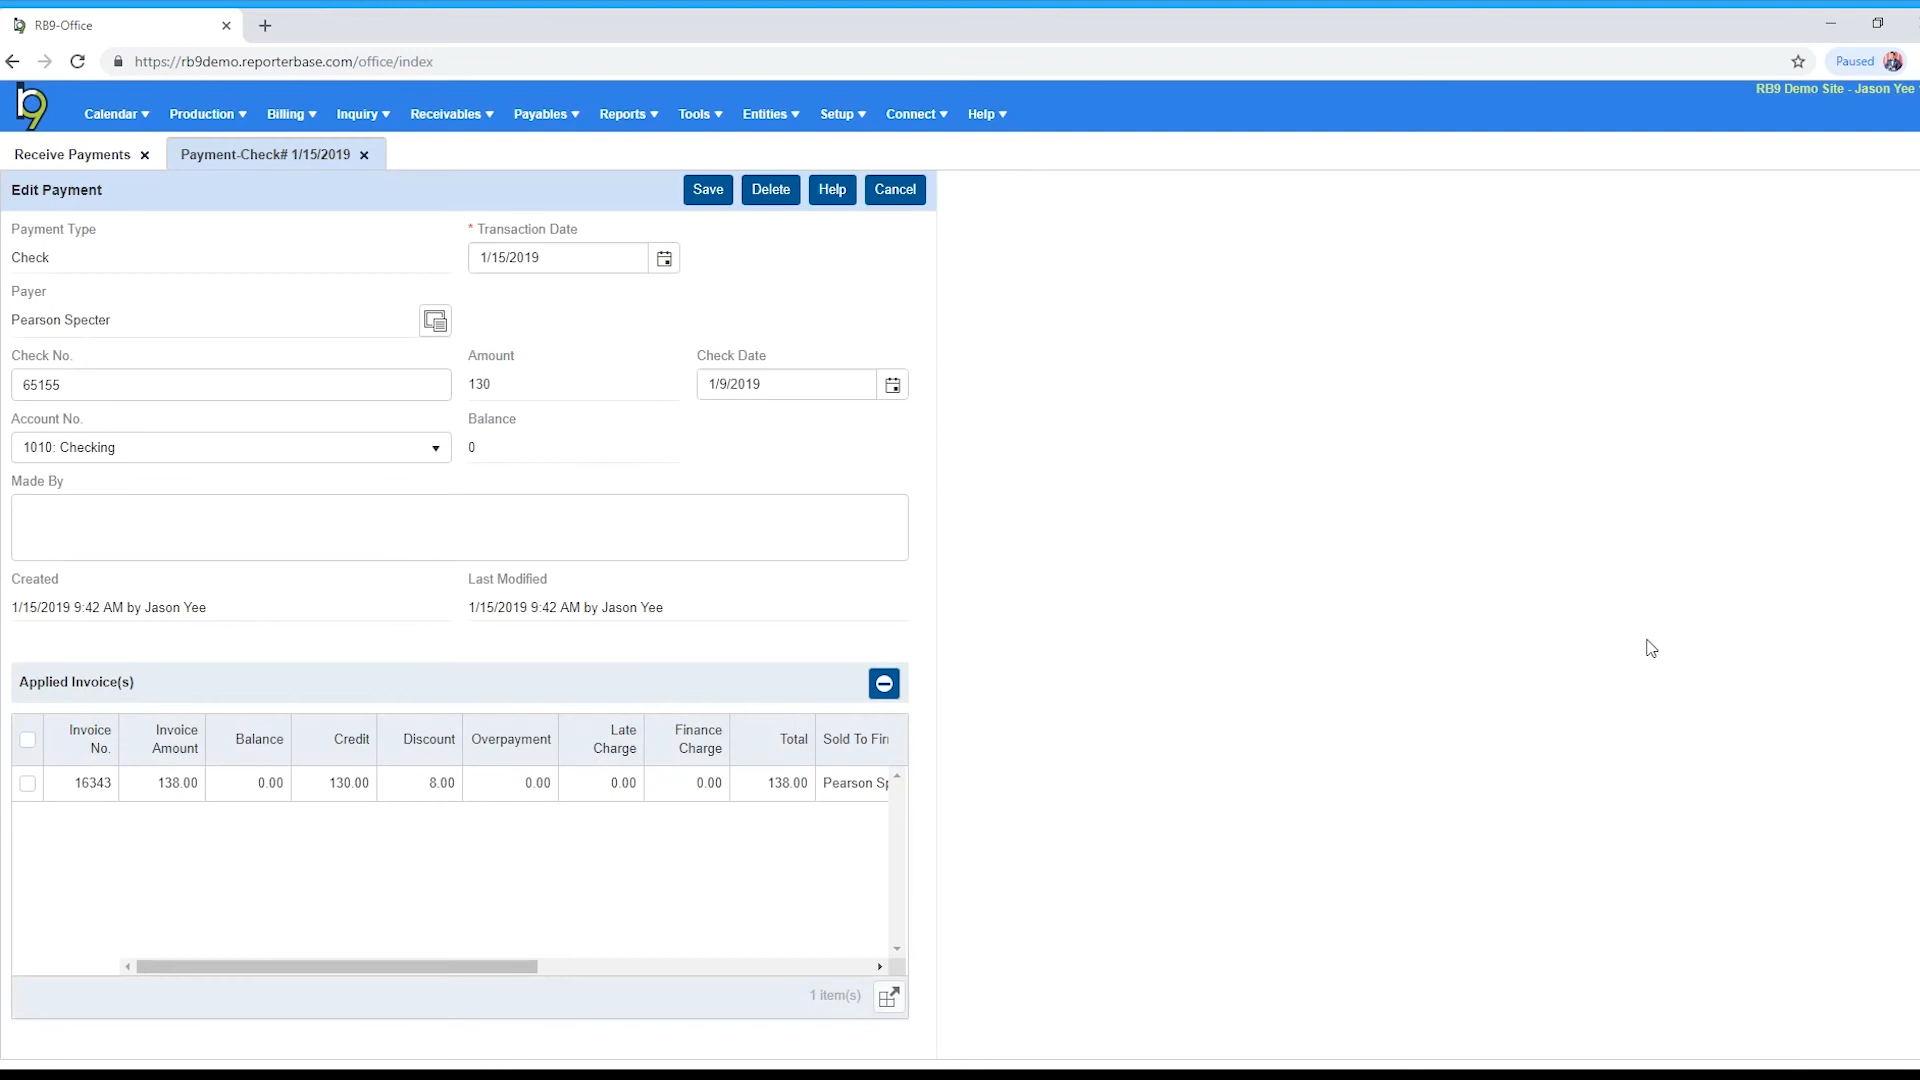 RB9-Office
https://rb9demo.reporterbase.com/office/index
Paused
RB9 Demo Site - Jason Yee
b9
Calendar Production Billing Inquiry Receivables Payables Reports Tools Entities Setup Connect Help
Receive Payments Payment-Check# 1/15/2019
Edit Payment Save Delete Help Cancel
Payment Type * Transaction Date
Check 1/15/2019
Payer
Pearson Specter
Check No. Amount Check Date
65155 130 1/9/2019
Account No. Balance
1010: Checking 0
Made By
Created Last Modified
1/15/2019 9:42 AM by Jason Yee 1/15/2019 9:42 AM by Jason Yee
Applied Invoice(s)
Invoice No. Invoice Amount Balance Credit Discount Overpayment Late Charge Finance Charge Total Sold To Fir
16343 138.00 0.00 130.00 8.00 0.00 0.00 0.00 138.00 Pearson Sp
1 item(s)